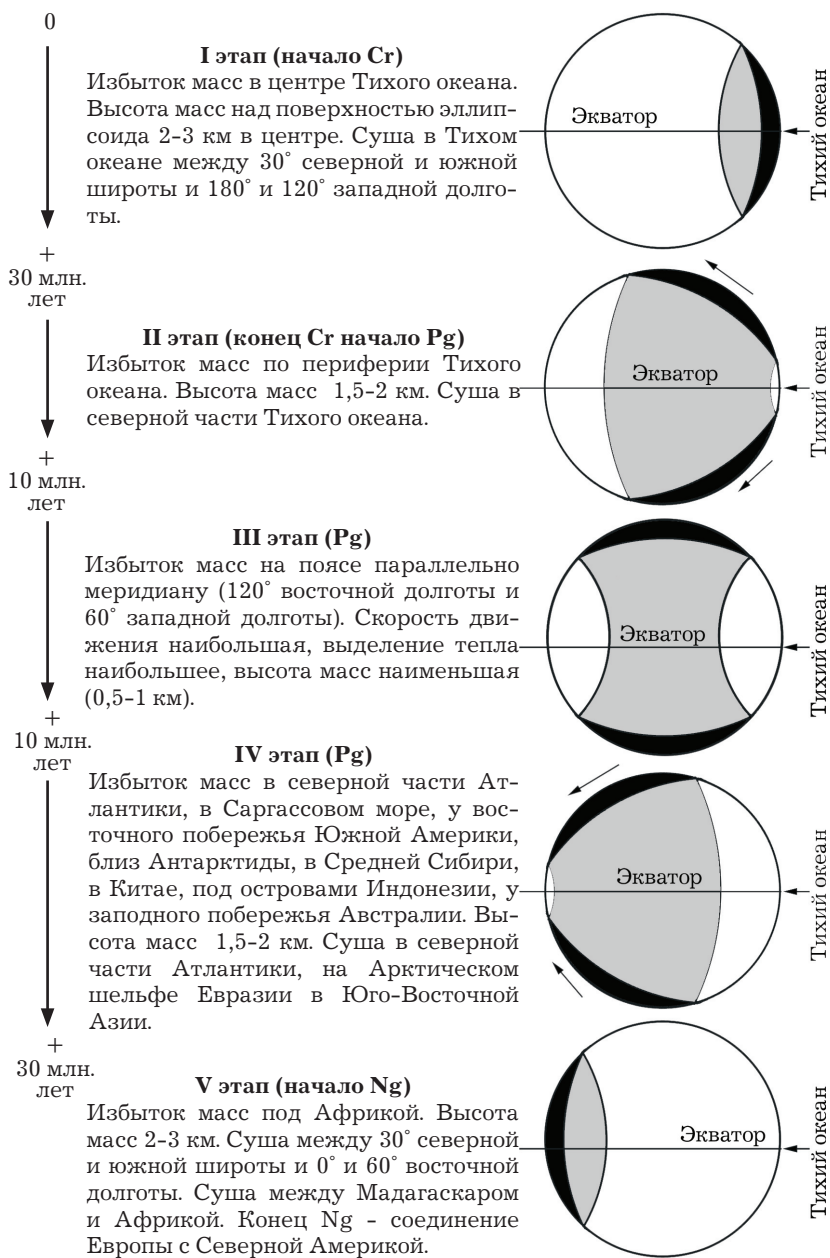 0
I этап (начало Cr)
Избыток масс в центре Тихого океана.
Высота масс над поверхностью эллип-
соида 2-3 км в центре. Суша в Тихом
океане между 30° северной и южной
широты и 180° и 120° западной долго-
ты.
Экватор
Тихий океан
+
30 млн.
лет
II этап (конец Cr начало Pg)
Избыток масс по периферии Тихого
океана. Высота масс 1,5-2 км. Суша в
северной части Тихого океана.
Экватор
Тихий океан
+
10 млн.
лет
III этап (Pg)
Избыток масс на поясе параллельно
меридиану (120° восточной долготы и
60° западной долготы). Скорость дви-
жения наибольшая, выделение тепла
наибольшее, высота масс наименьшая
(0,5-1 км).
Экватор
Тихий океан
+
10 млн.
лет
IV этап (Pg)
Избыток масс в северной части Ат-
лантики, в Саргассовом море, у вос-
точного побережья Южной Америки,
близ Антарктиды, в Средней Сибири,
в Китае, под островами Индонезии, у
заподного побережья Австралии. Вы-
сота масс 1,5-2 км. Суша в северной
части Атлантики, на Арктическом
шельфе Евразии в Юго-Восточной
Азии.
Экватор
Тихий океан
+
30 млн.
лет
V этап (начало Ng)
Избыток масс под Африкой. Высота
масс 2-3 км. Суша между 30° северной
и южной широты и 0° и 60° восточной
долготы. Суша между Мадагаскаром
и Африкой. Конец Ng - соединение
Европы с Северной Америкой.
Экватор
Тихий океан